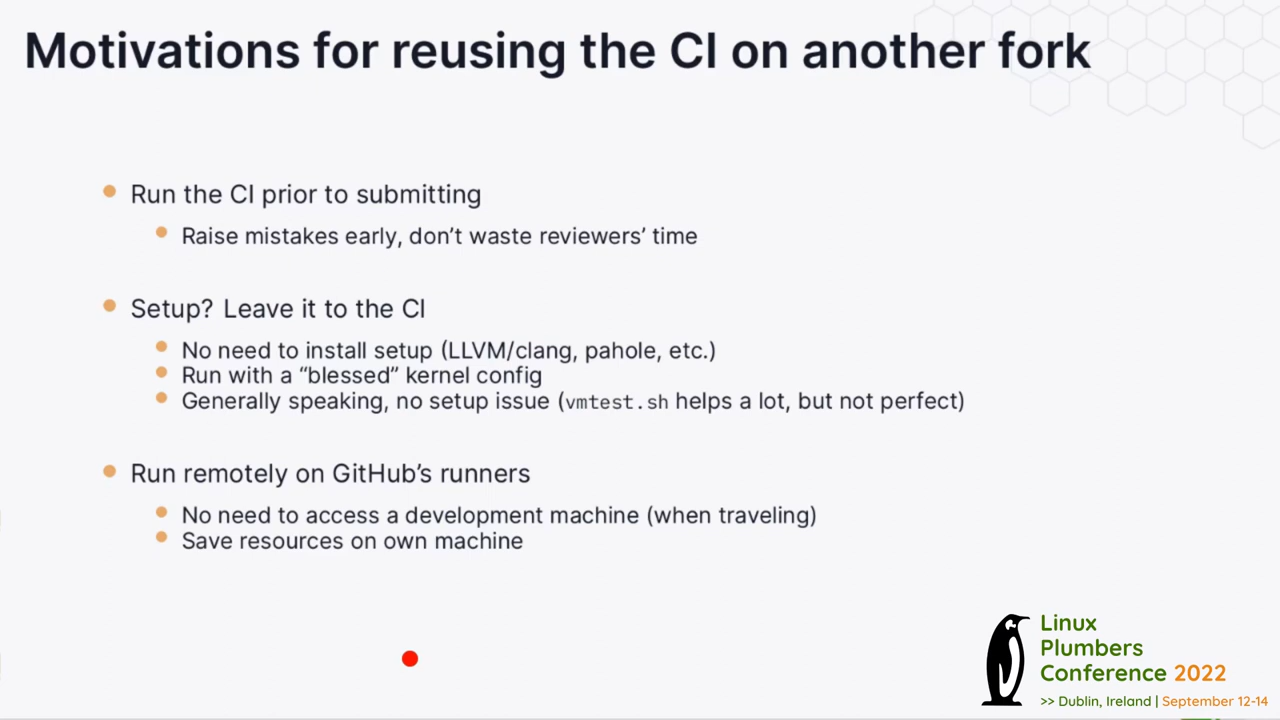 Motivations for reusing the CI on another fork
Run the CI prior to submitting
Raise mistakes early, don’t waste reviewers’ time
Setup? Leave it to the CI
No need to install setup (LLVM/clang, pahole, etc.)
Run with a “blessed” kernel config
Generally speaking, no setup issue (vmtest.sh helps a lot, but not perfect)
Run remotely on GitHub’s runners
No need to access a development machine (when traveling)
Save resources on own machine
Linux
Plumbers
Conference 2022
>> Dublin, Ireland | September 12-14